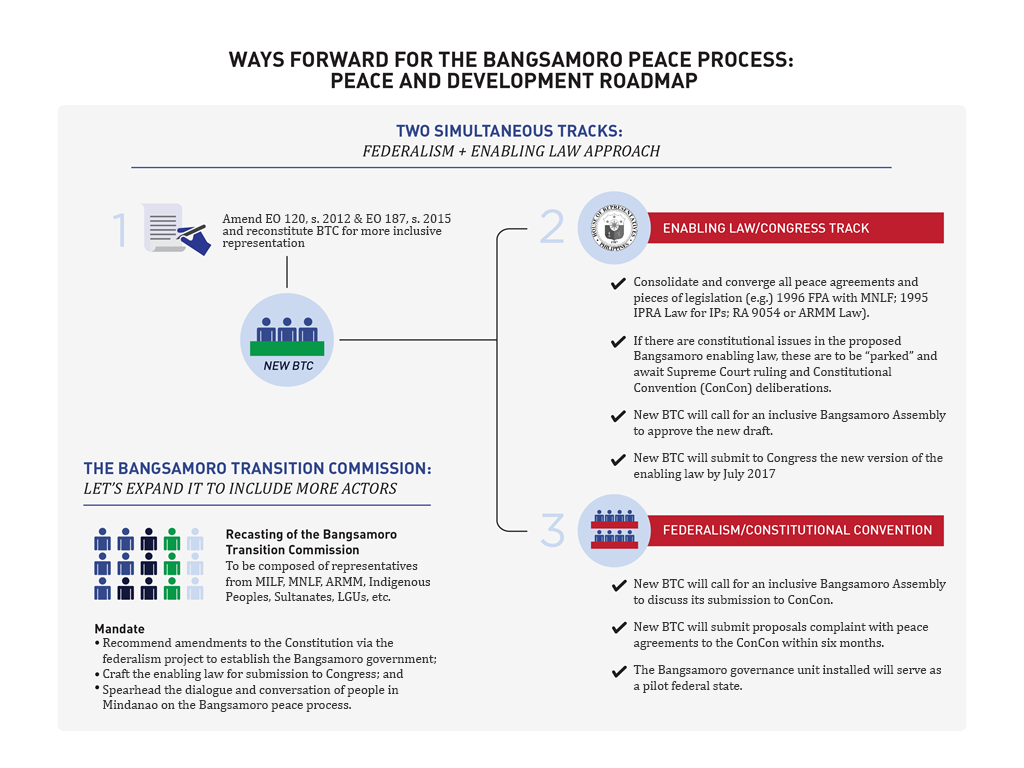 WAYS FORWARD FOR THE BANGSAMORO PEACE PROCESS:
PEACE AND DEVELOPMENT ROADMAP
TWO SIMULTANEOUS TRACKS:
FEDERALISM + ENABLING LAW APPROACH
1
Amend EO 120, s. 2012 & EO 187, s. 2015
and reconstitute BTC for more inclusive
representation
NEW BTC
THE BANGSAMORO TRANSITION COMMISSION:
LET'S EXPAND IT TO INCLUDE MORE ACTORS
Recasting of the Bangsamoro
Transition Commission
To be composed of representatives
from MILF, MNLF, ARMM, Indigenous
Peoples, Sultanates, LGUs, etc.
Mandate
• Recommend amendments to the Constitution via the
federalism project to establish the Bangsamoro government;
• Craft the enabling law for submission to Congress; and
• Spearhead the dialogue and conversation of people in
Mindanao on the Bangsamoro peace process.
2
HOUSE OF REPRESENTATIVES
PHILIPPINES
ENABLING LAW/CONGRESS TRACK
✔ Consolidate and converge all peace agreements and
pieces of legislation (e.g.) 1996 FPA with MNLF; 1995
IPRA Law for IPs; RA 9054 or ARMM Law).
✔ If there are constitutional issues in the proposed
Bangsamoro enabling law, these are to be “parked” and
await Supreme Court ruling and Constitutional
Convention (ConCon) deliberations.
✔ New BTC will call for an inclusive Bangsamoro Assembly
to approve the new draft.
✔ New BTC will submit to Congress the new version of the
enabling law by July 2017
3
FEDERALISM/CONSTITUTIONAL CONVENTION
✔ New BTC will call for an inclusive Bangsamoro Assembly
to discuss its submission to ConCon.
✔ New BTC will submit proposals complaint with peace
agreements to the ConCon within six months.
✔ The Bangsamoro governance unit installed will serve as
a pilot federal state.